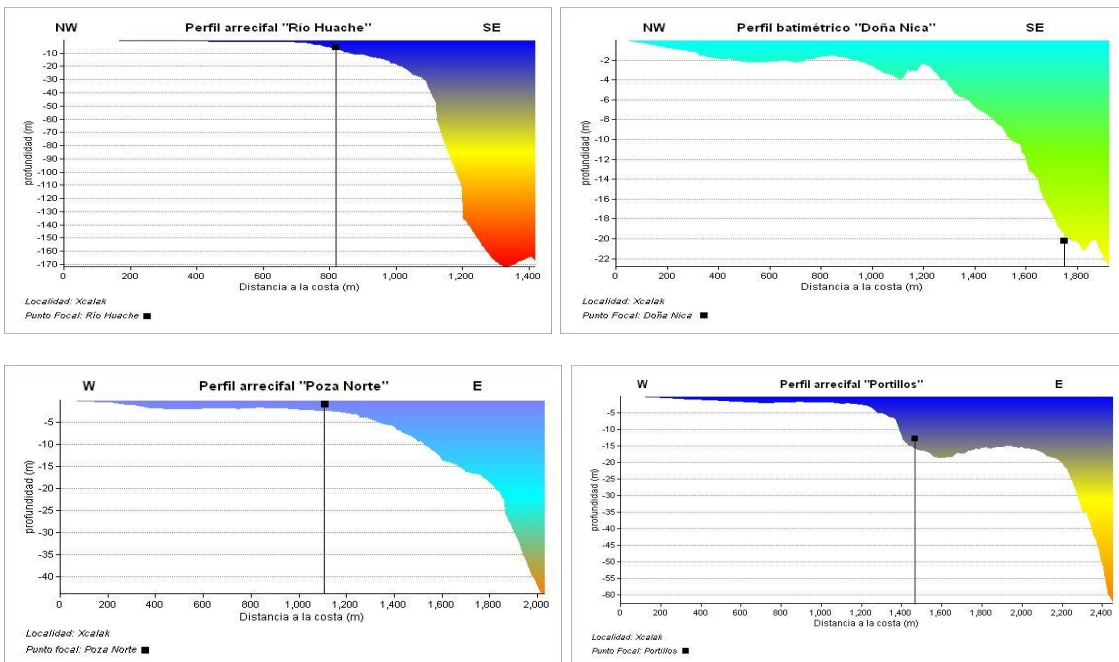 NW Perfil arrecifal "Río Huache" SE
profundidad (m)
-10
-20
-30
-40
-50
-60
-70
-80
-90
-100
-110
-120
-130
-140
-150
-160
-170
0 200 400 600 800 1,000 1,200 1,400
Distancia a la costa (m)
Localidad: Xcalak
Punto Focal: Río Huache
NW Perfil batimétrico "Doña Nica" SE
profundidad (m)
-2
-4
-6
-8
-10
-12
-14
-16
-18
-20
-22
0 200 400 600 800 1,000 1,200 1,400 1,600 1,800
Distancia a la costa (m)
Localidad: Xcalak
Punto Focal: Doña Nica
W Perfil arrecifal "Poza Norte" E
profundidad (m)
-5
-10
-15
-20
-25
-30
-35
-40
0 200 400 600 800 1,000 1,200 1,400 1,600 1,800 2,000
Distancia a la costa (m)
Localidad: Xcalak
Punto focal: Poza Norte
W Perfil arrecifal "Portillos" E
profundidad (m)
-5
-10
-15
-20
-25
-30
-35
-40
-45
-50
-55
-60
0 200 400 600 800 1,000 1,200 1,400 1,600 1,800 2,000 2,200 2,400
Distancia a la costa (m)
Localidad: Xcalak
Punto Focal: Portillos